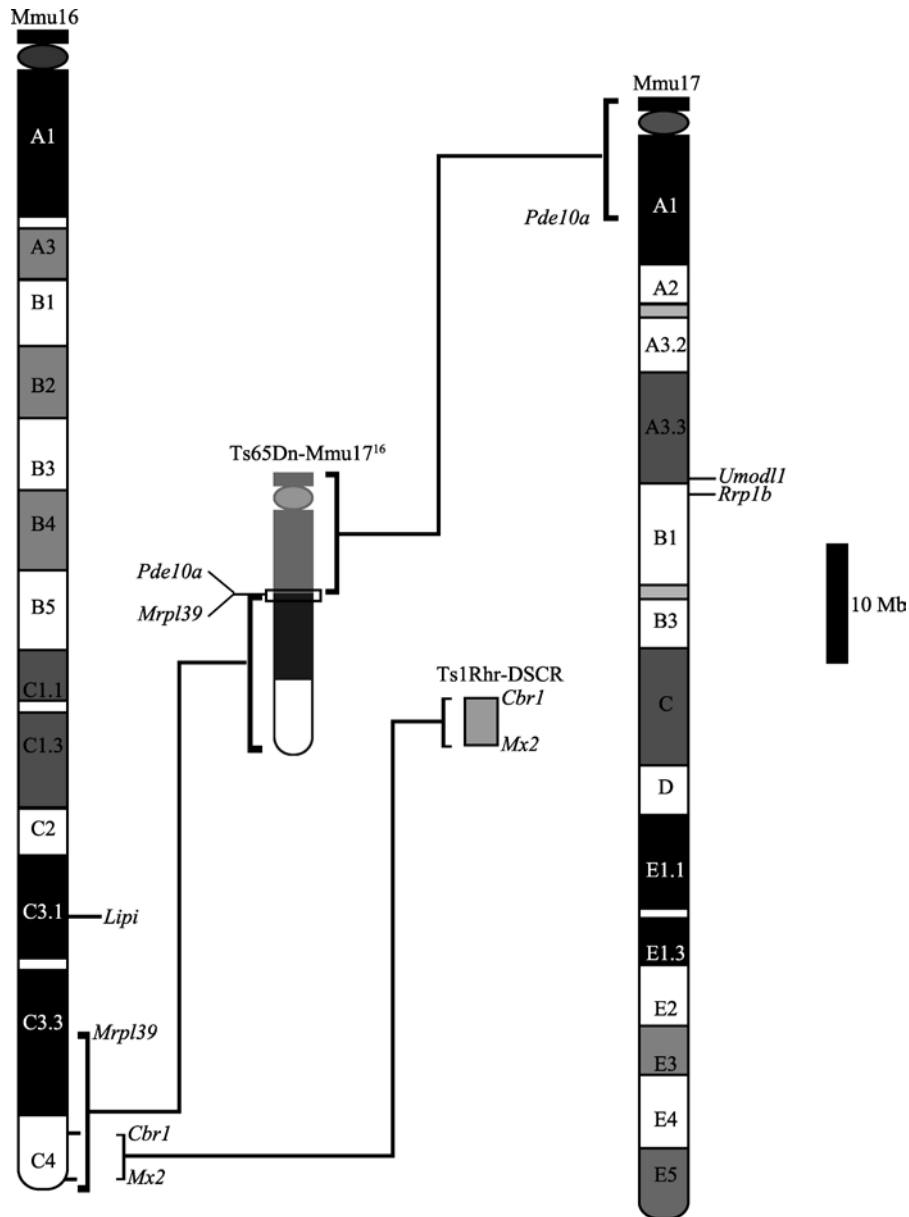 Mmu16
A1
A3
B1
B2
B3
B4
B5
C1.1
C1.3
C2
C3.1
Lipi
C3.3
Mrpl39
C4
Cbr1
Mx2
Ts65Dn-Mmu17¹⁶
Pde10a
Mrpl39
Ts1Rhr-DSCR
Cbr1
Mx2
Mmu17
Pde10a
A1
A2
A3.2
A3.3
Umodl1
Rrp1b
B1
B3
C
D
E1.1
E1.3
E2
E3
E4
E5
10 Mb